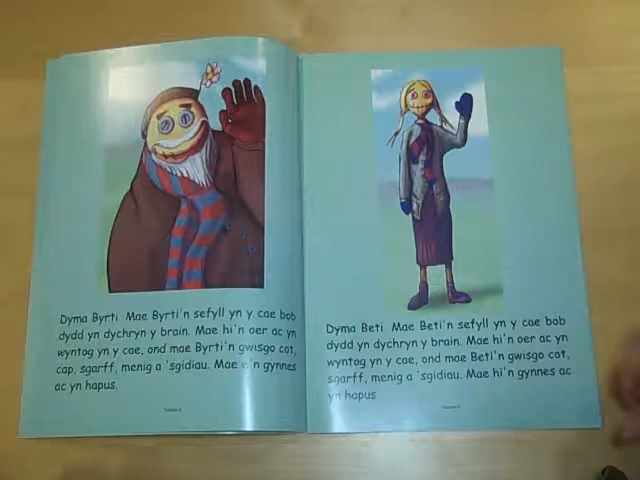 Dyma Byrti. Mae Byrti'n sefyll yn y cae bob
dydd yn dychryn y brain. Mae hi'n oer ac yn
wyntog yn y cae, ond mae Byrti'n gwisgo cot,
cap, sgarff, menig a 'sgidiau. Mae e'n gynnes
ac yn hapus.
Dyma Beti. Mae Beti'n sefyll yn y cae bob
dydd yn dychryn y brain. Mae hi'n oer ac yn
wyntog yn y cae, ond mae Beti'n gwisgo cot,
sgarff, menig a 'sgidiau. Mae hi'n gynnes ac
yn hapus